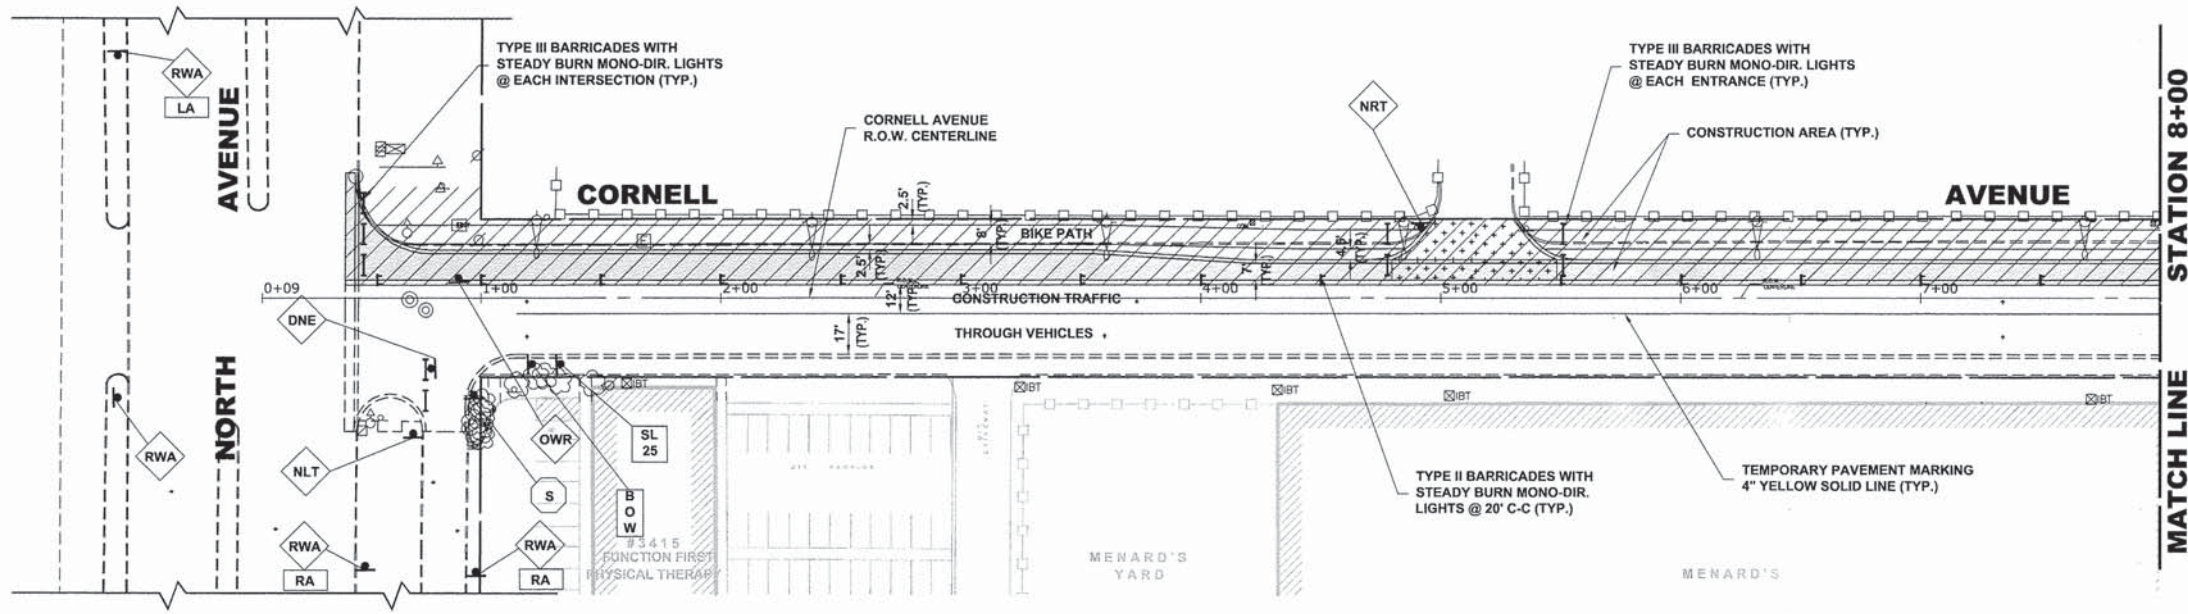 TYPE III BARRICADES WITH
STEADY BURN MONO-DIR. LIGHTS
@ EACH INTERSECTION (TYP.)
TYPE III BARRICADES WITH
STEADY BURN MONO-DIR. LIGHTS
@ EACH ENTRANCE (TYP.)
RWA
LA
AVENUE
NRT
CORNELL AVENUE
R.O.W. CENTERLINE
CONSTRUCTION AREA (TYP.)
STATION 8+00
CORNELL
AVENUE
2.5'
(TYP.)
8'
(TYP.)
BIKE PATH
2.5'
(TYP.)
4.5'
(TYP.)
7'
(TYP.)
0+09
1+00
2+00
3+00
4+00
5+00
6+00
7+00
12'
(TYP.)
CONSTRUCTION TRAFFIC
DNE
17'
(TYP.)
THROUGH VEHICLES
IBT
IBT
IBT
IBT
IBT
NORTH
RWA
NLT
OWR
SL
25
S
B
O
W
TYPE II BARRICADES WITH
STEADY BURN MONO-DIR.
LIGHTS @ 20' C-C (TYP.)
TEMPORARY PAVEMENT MARKING
4" YELLOW SOLID LINE (TYP.)
MATCH LINE
RWA
RA
RWA
RA
#3415
FUNCTION FIRST
PHYSICAL THERAPY
MENARD'S
YARD
MENARD'S